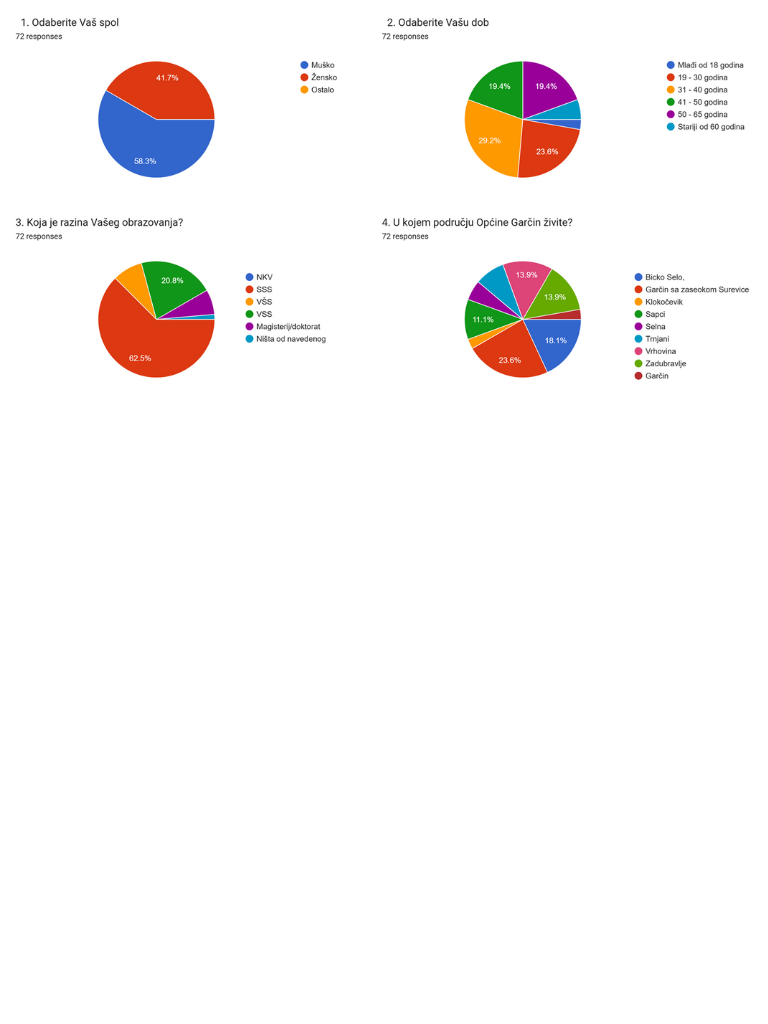 1. Odaberite Vaš spol
72 responses
Muško
Žensko
Ostalo
41.7%
58.3%
2. Odaberite Vašu dob
72 responses
Mlađi od 18 godina
19 - 30 godina
31 - 40 godina
41 - 50 godina
50 - 65 godina
Stariji od 60 godina
19.4%
19.4%
29.2%
23.6%
3. Koja je razina Vašeg obrazovanja?
72 responses
NKV
SSS
VŠS
VSS
Magisterij/doktorat
Ništa od navedenog
20.8%
62.5%
4. U kojem području Općine Garčin živite?
72 responses
Bicko Selo,
Garčin sa zaseokom Surevice
Klokočevik
Sapci
Selna
Trnjani
Vrhovina
Zadubravlje
Garčin
13.9%
13.9%
11.1%
18.1%
23.6%